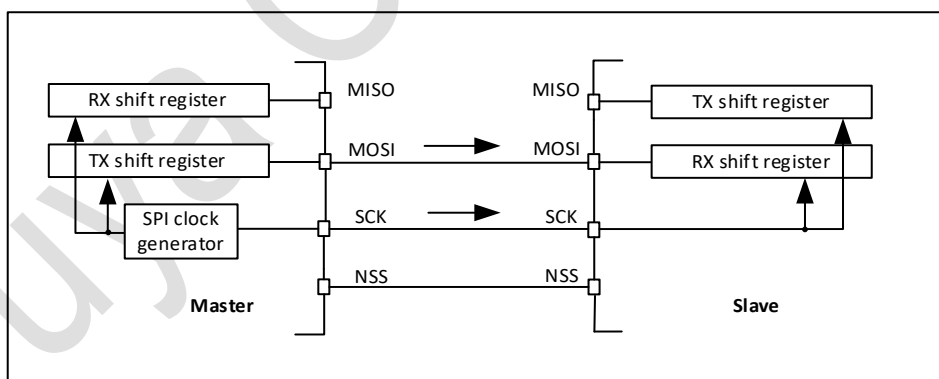 RX shift register
MISO
MISO
TX shift register
TX shift register
MOSI
MOSI
RX shift register
SPI clock
generator
SCK
SCK
NSS
NSS
Master
Slave